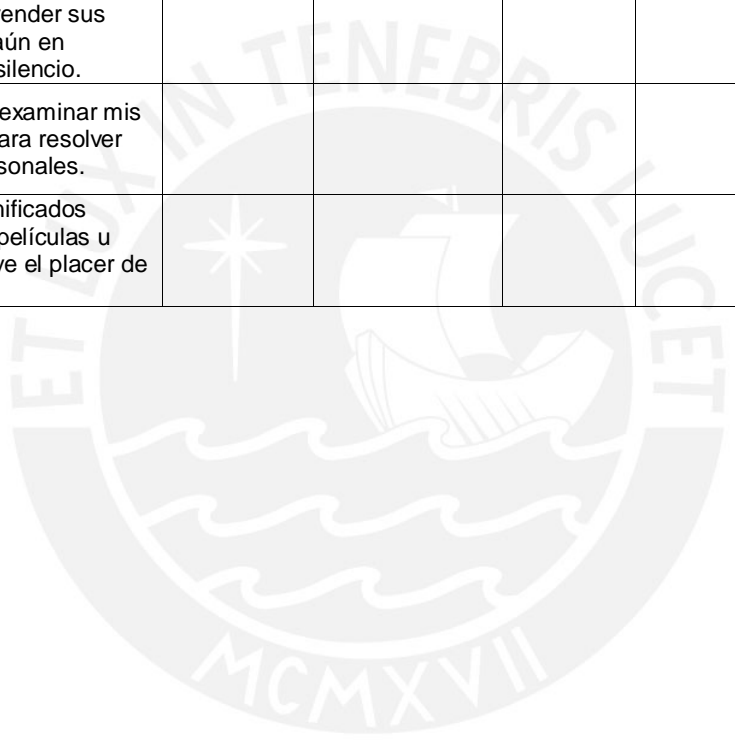 ender sus
aún en
silencio.
examinar mis
ara resolver
sonales.
nificados
películas u
ve el placer de
ET LUX IN TENEBRIS LUCET
MCMXVII